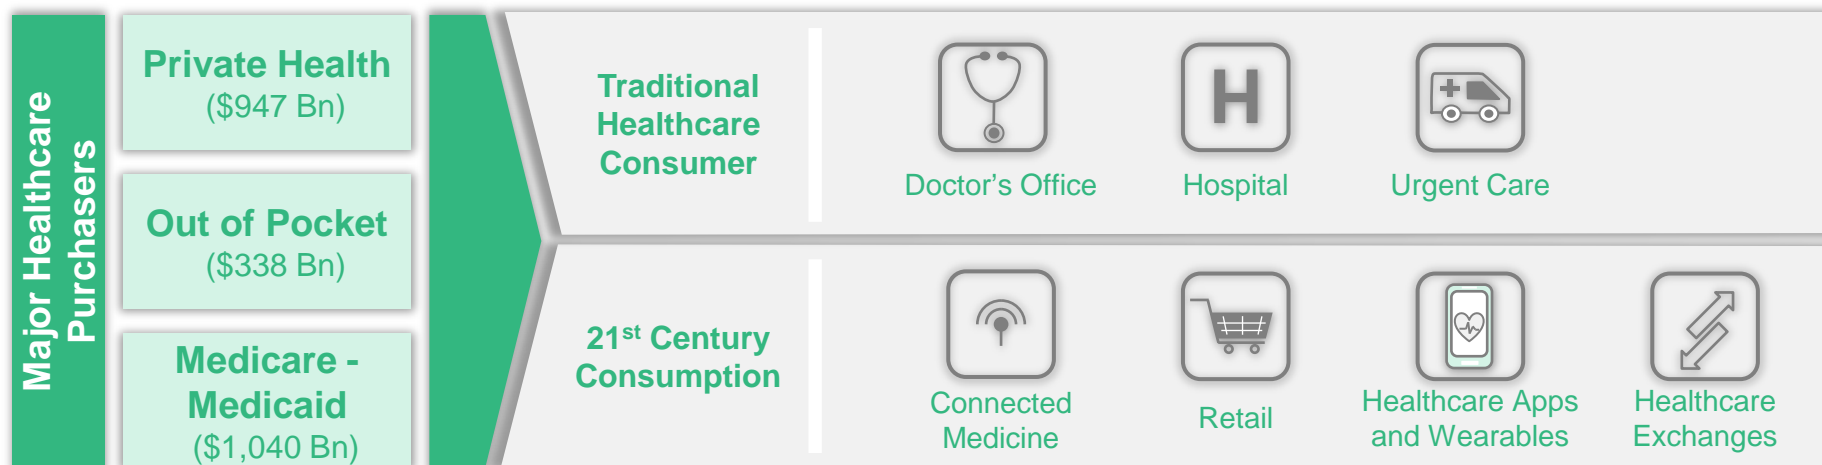 Major Healthcare
Purchasers
Private Health
($947 Bn)
Out of Pocket
($338 Bn)
Medicare -
Medicaid
($1,040 Bn)
Traditional
Healthcare
Consumer
H
Doctor’s Office
Hospital
Urgent Care
21st Century
Consumption
Connected
Medicine
Retail
Healthcare Apps
and Wearables
Healthcare
Exchanges